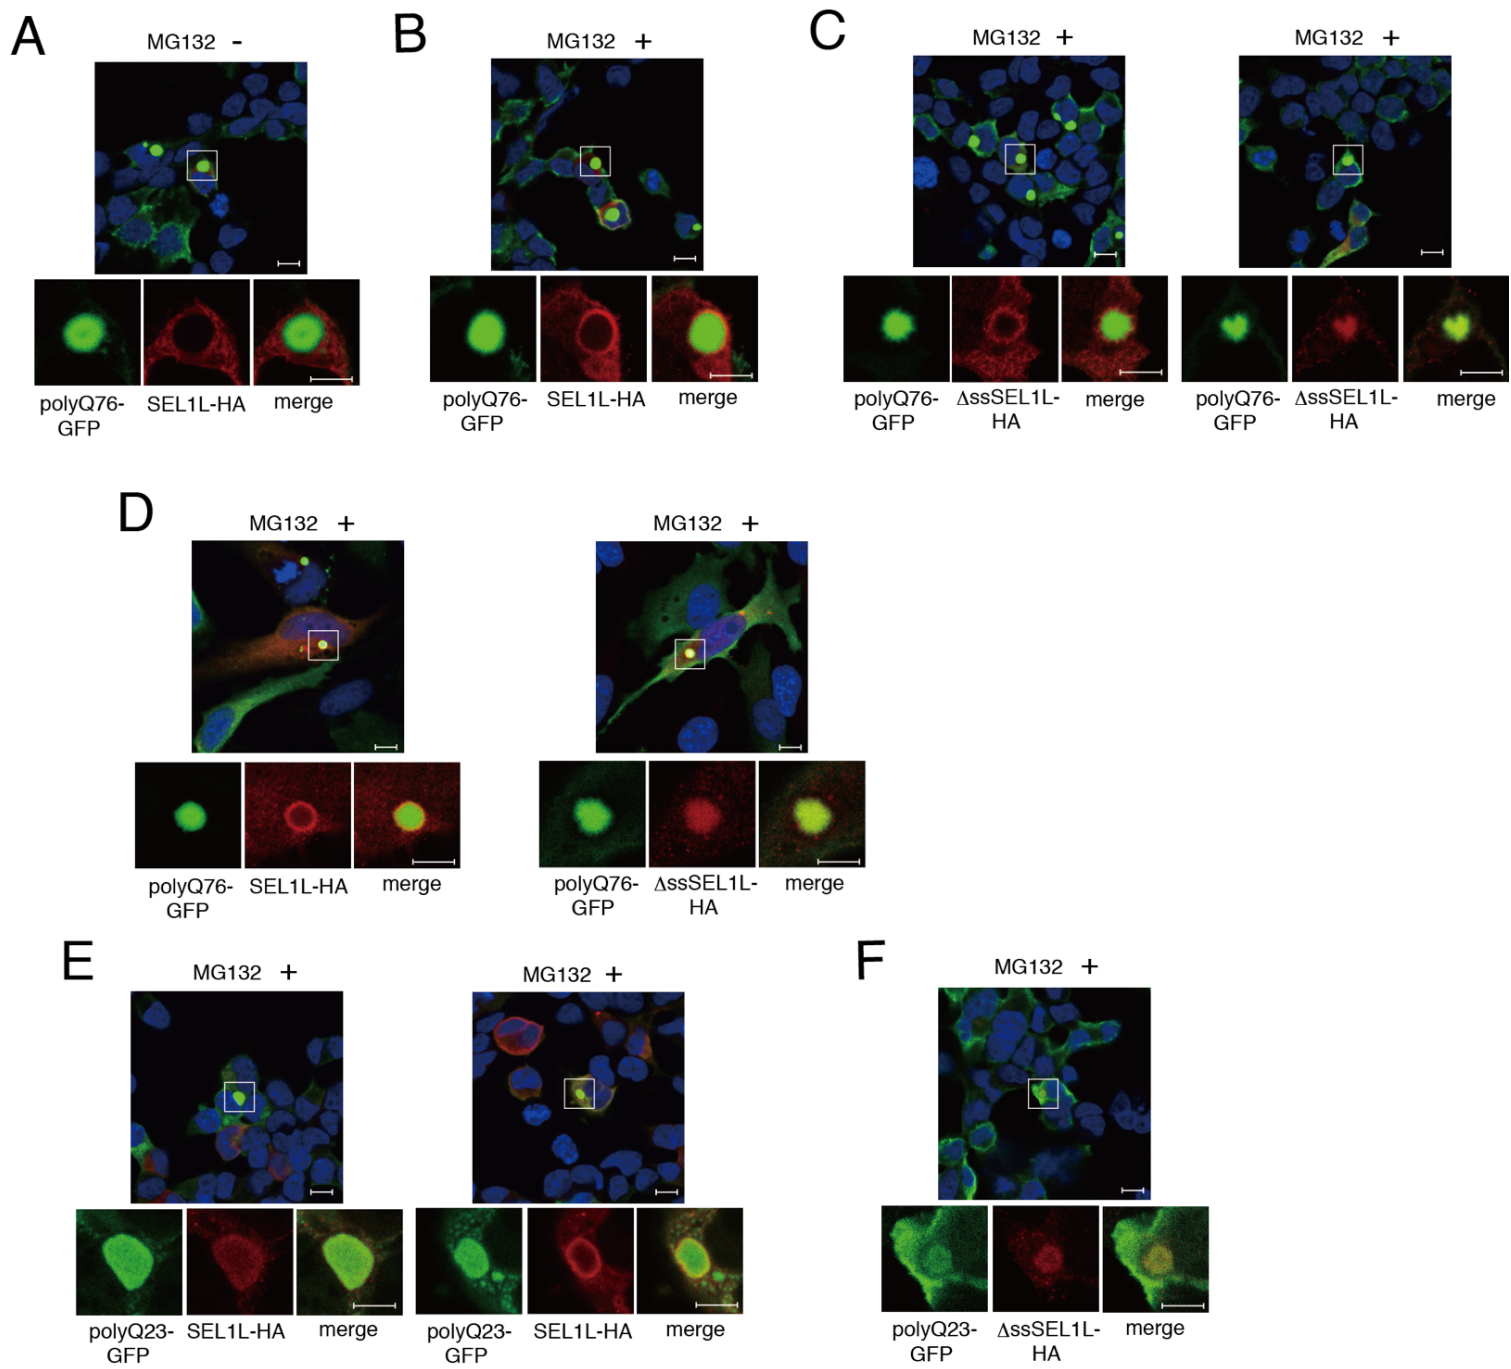 A
MG132 -
polyQ76-
GFP
SEL1L-HA
merge
B
MG132 +
polyQ76-
GFP
SEL1L-HA
merge
C
MG132 +
polyQ76-
GFP
ΔssSEL1L-
HA
merge
MG132 +
polyQ76-
GFP
ΔssSEL1L-
HA
merge
D
MG132 +
polyQ76-
GFP
SEL1L-HA
merge
MG132 +
polyQ76-
GFP
ΔssSEL1L-
HA
merge
E
MG132 +
polyQ23-
GFP
SEL1L-HA
merge
MG132 +
polyQ23-
GFP
SEL1L-HA
merge
F
MG132 +
polyQ23-
GFP
ΔssSEL1L-
HA
merge